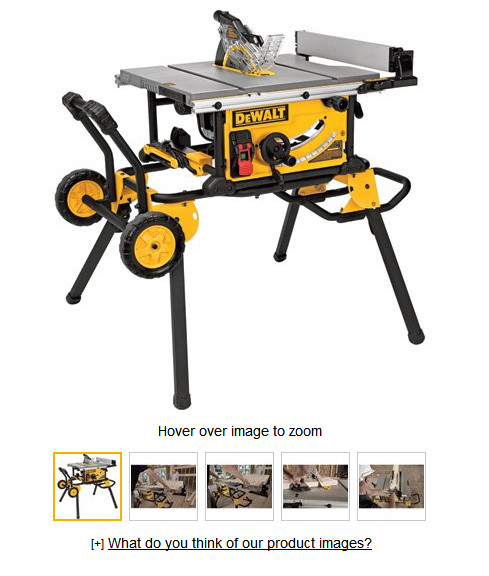 DEWALT
Hover over image to zoom
[+] What do you think of our product images?